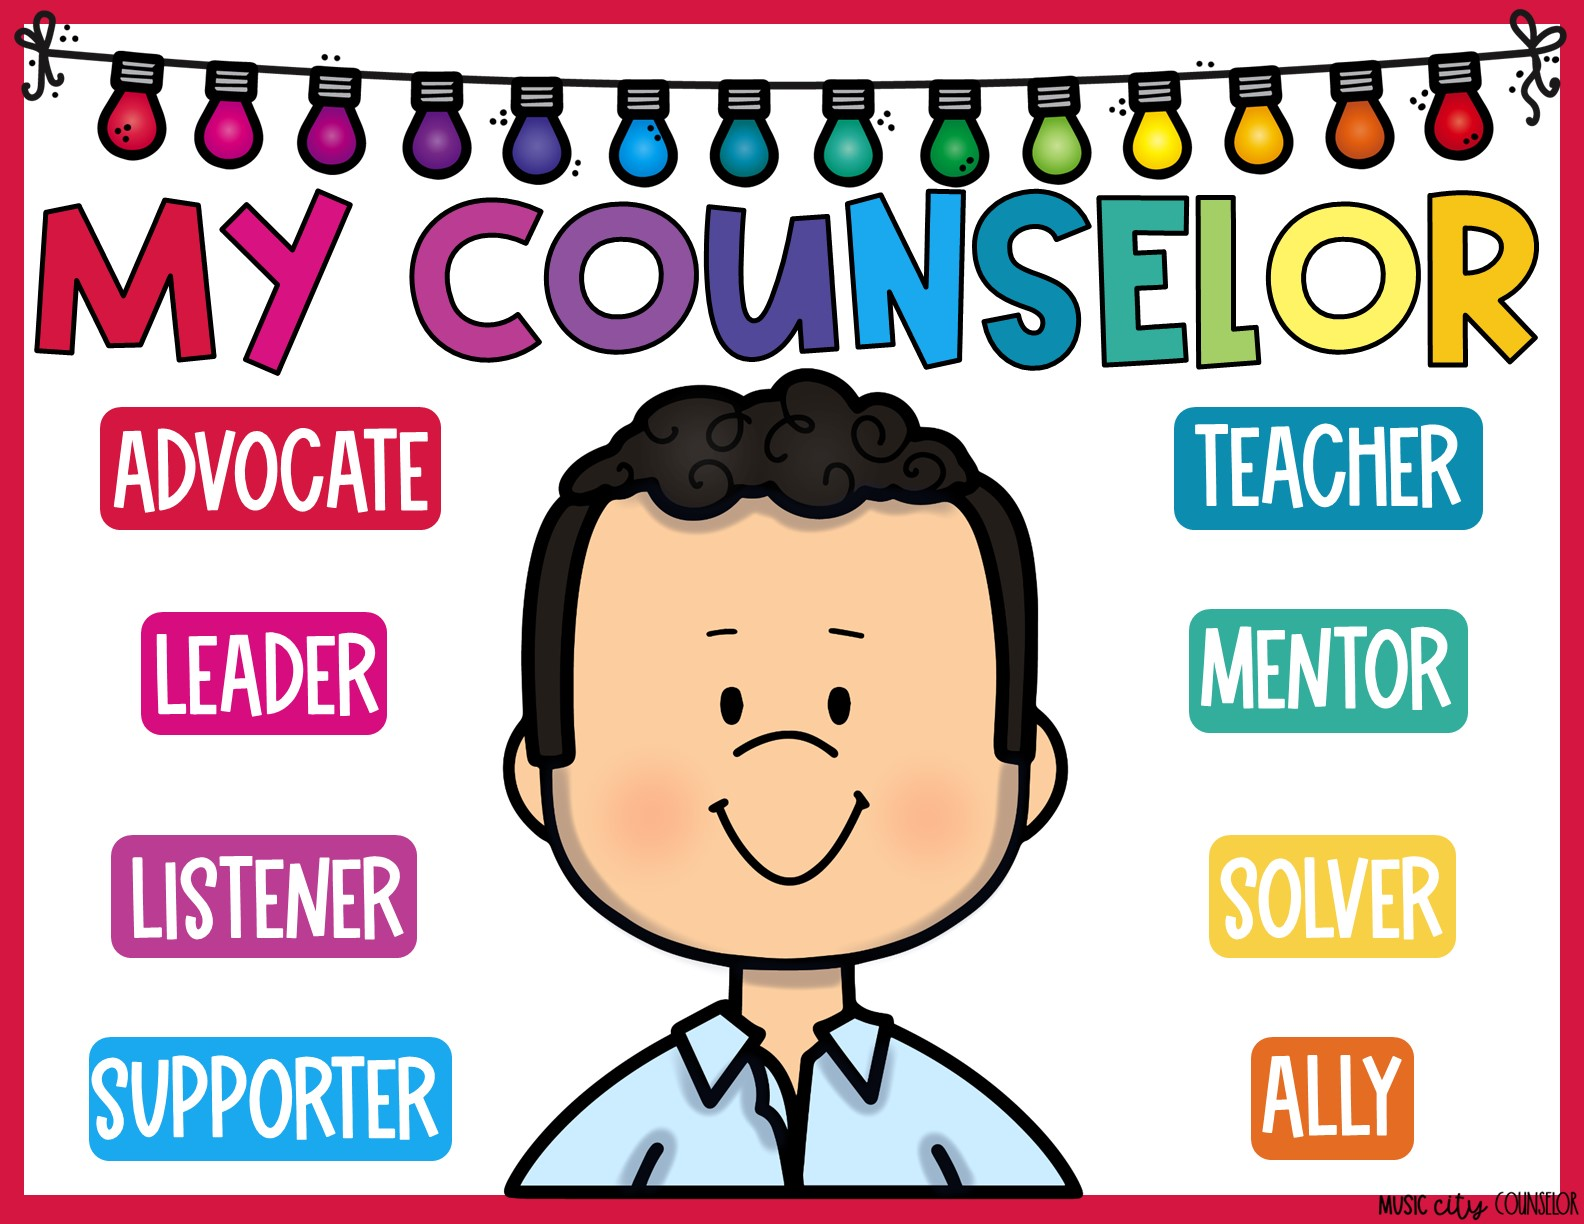 MY COUNSELOR
ADVOCATE
TEACHER
LEADER
MENTOR
LISTENER
SOLVER
SUPPORTER
ALLY
MUSIC city COUNSELOR